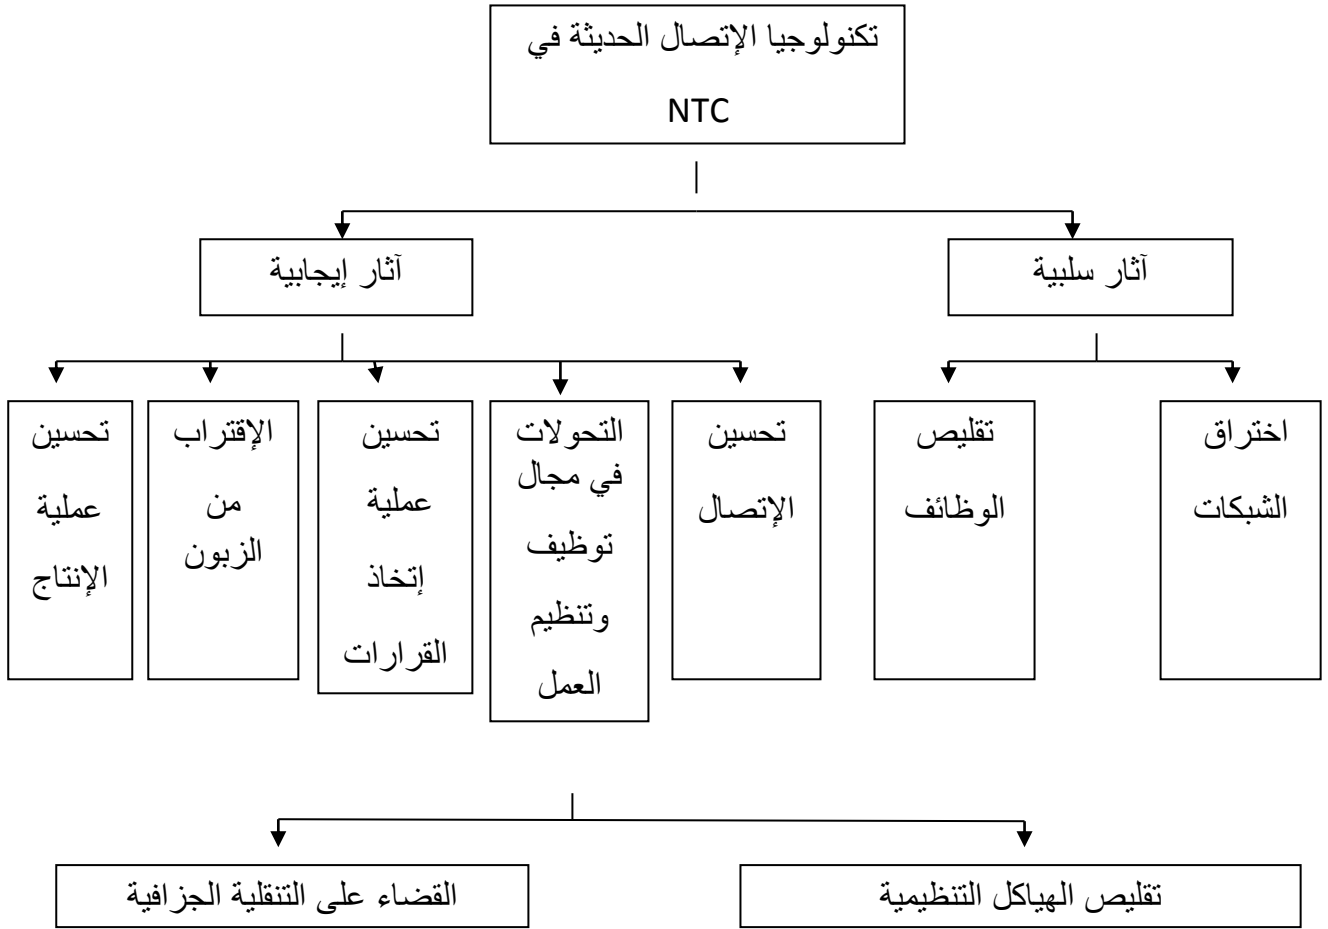 تكنولوجيا الإتصال الحديثة في
NTC
آثار سلبية
آثار إيجابية
اختراق
الشبكات
تقليص
الوظائف
تحسين
الإتصال
التحولات
في مجال
توظيف
وتنظيم
العمل
تحسين
عملية
إتخاذ
القرارات
الإقتراب
من
الزبون
تحسين
عملية
الإنتاج
تقليص الهياكل التنظيمية
القضاء على التنقلية الجزافية